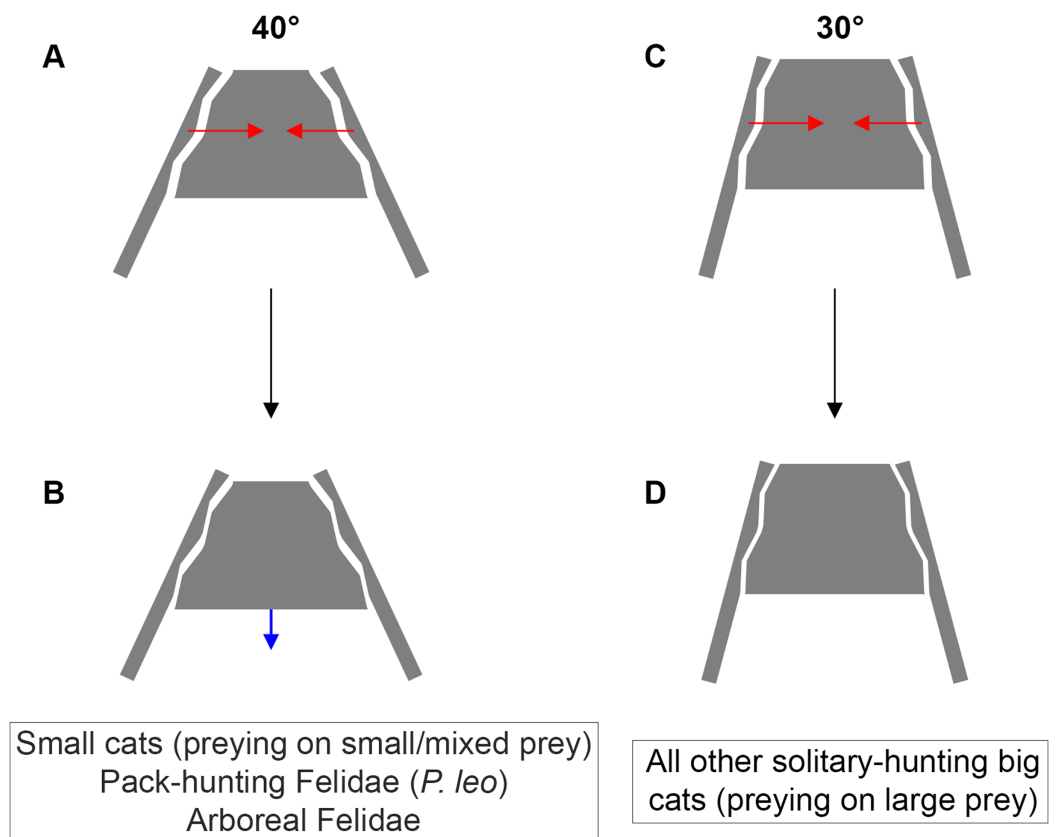 40°
30°
A
C
B
D
Small cats (preying on small/mixed prey)
Pack-hunting Felidae (P. leo)
Arboreal Felidae
All other solitary-hunting big
cats (preying on large prey)